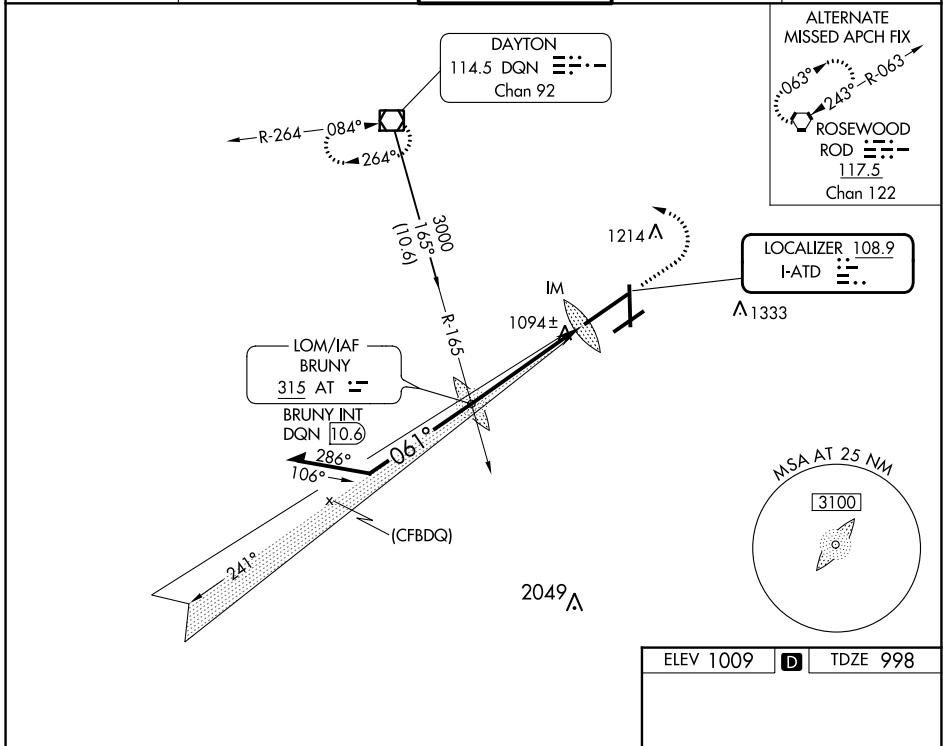 DAYTON
114.5 DQN
Chan 92
ALTERNATE
MISSED APCH FIX
063°
243°
R-063
ROSEWOOD
ROD
117.5
Chan 122
R-264
084°
264°
3000
165°
(10.6)
R-165
1214
LOCALIZER 108.9
I-ATD
IM
1094±
1333
LOM/IAF
BRUNY
315 AT
BRUNY INT
DQN 10.6
286°
106°
061°
(CFBDQ)
241°
2049
MSA AT 25 NM
3100
ELEV 1009 D TDZE 998